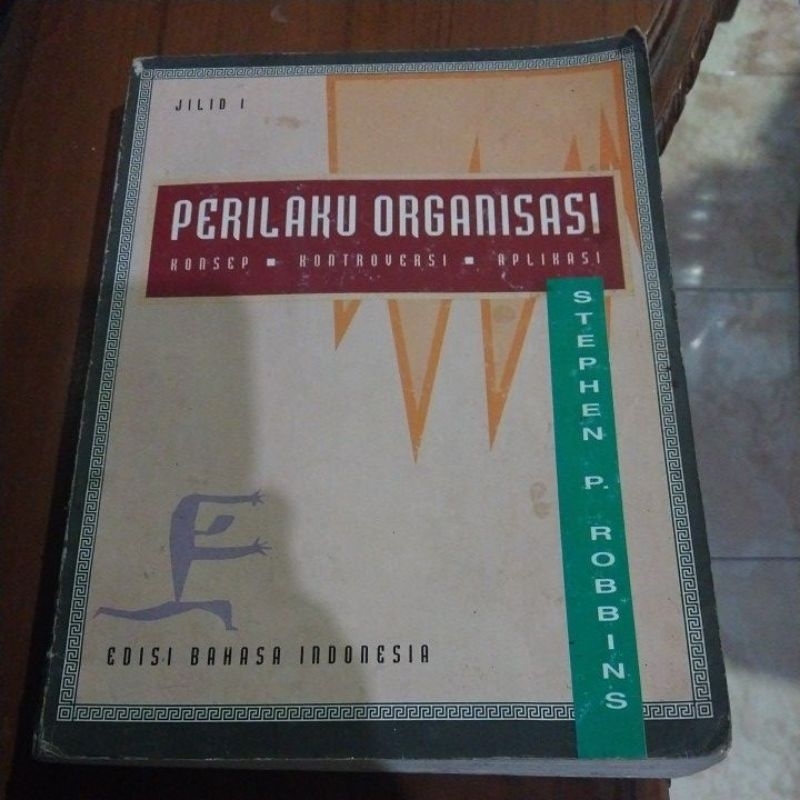 JILID I
PERILAKU ORGANISASI
KONSEP ▪ KONTROVERSI ▪ APLIKASI
STEPHEN P. ROBBINS
EDISI BAHASA INDONESIA